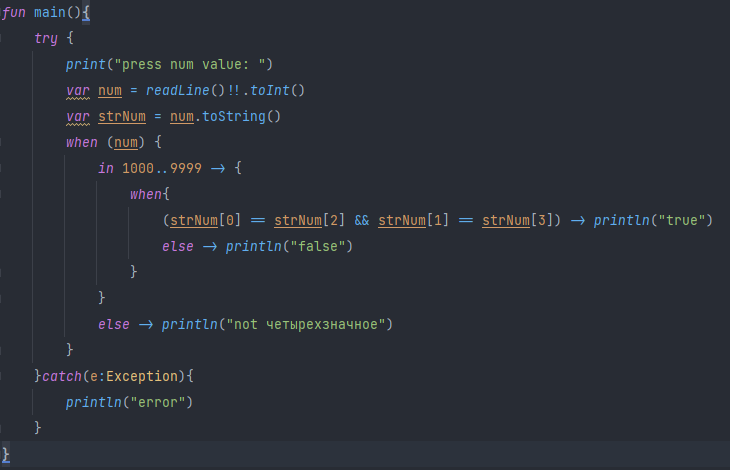 fun main(){
    try {
        print("press num value: ")
        var num = readLine()!!.toInt()
        var strNum = num.toString()
        when (num) {
            in 1000..9999 -> {
                when{
                    (strNum[0] == strNum[2] && strNum[1] == strNum[3]) -> println("true")
                    else -> println("false")
                }
            }
            else -> println("not четырехзначное")
        }
    }catch(e:Exception){
        println("error")
    }
}